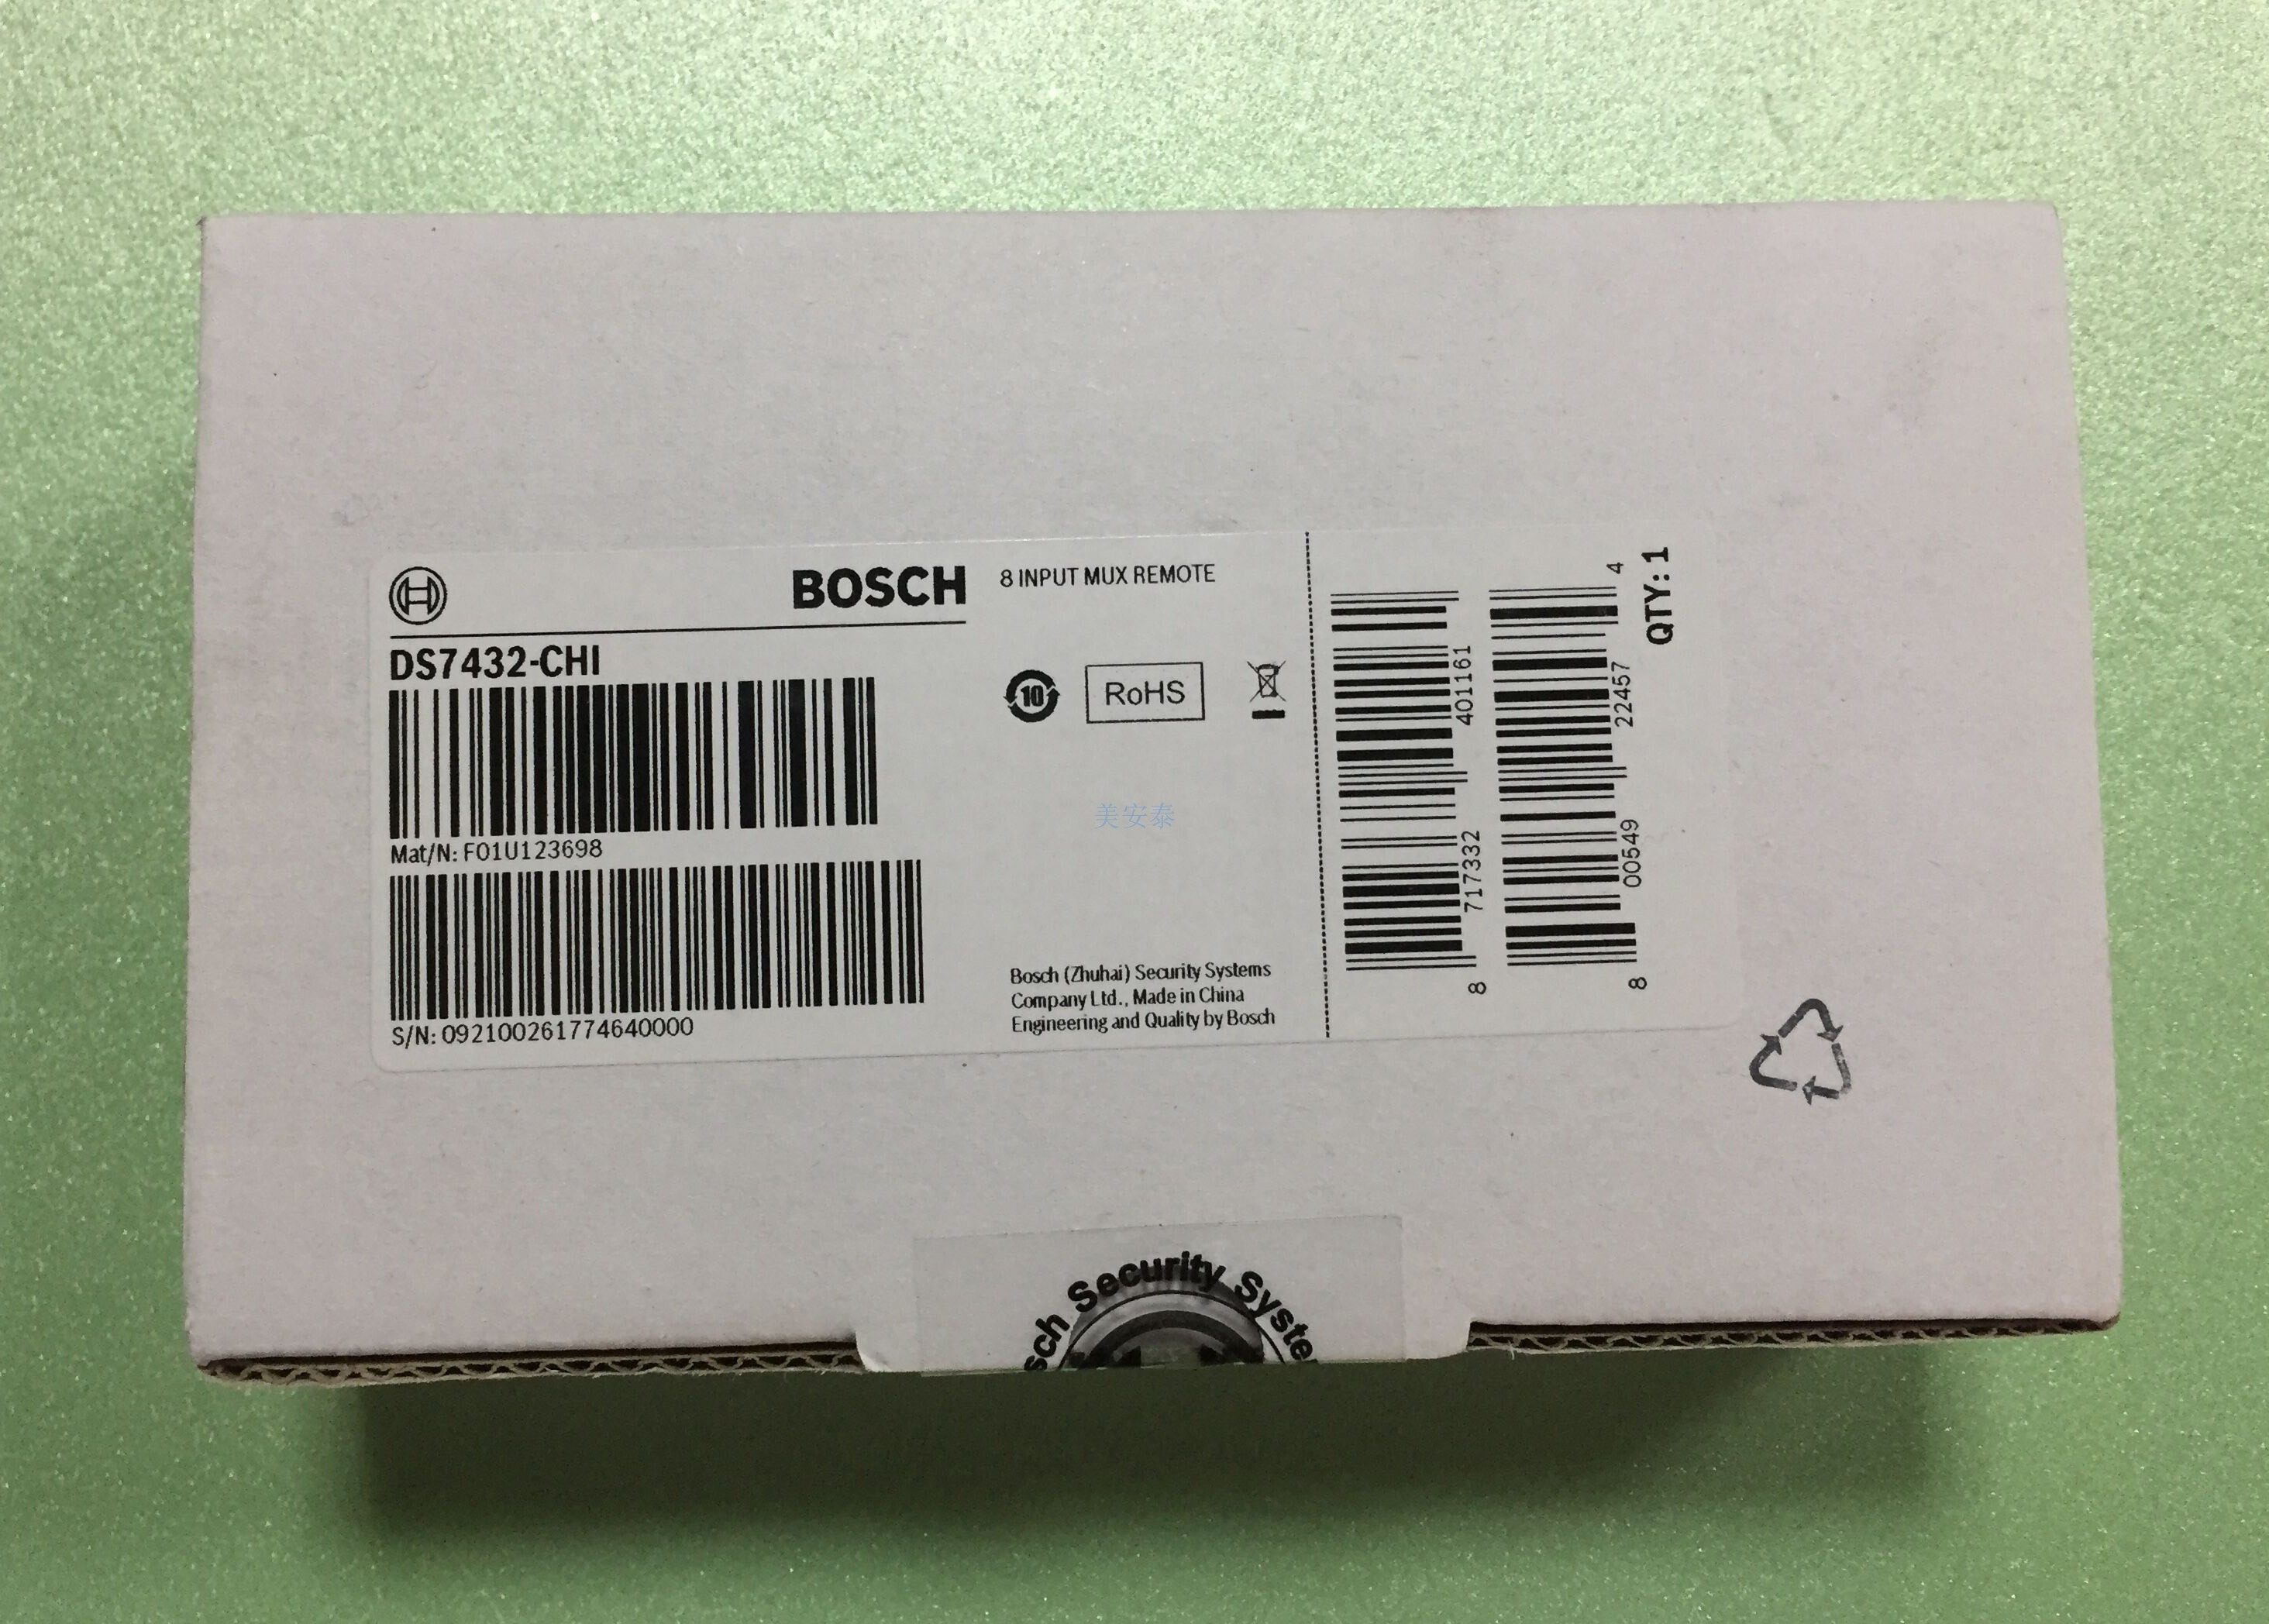 BOSCH
8 INPUT MUX REMOTE
DS7432-CHI
10
RoHS
Mat/N: F01U123698
S/N: 092100261774640000
美安泰
Bosch (Zhuhai) Security Systems
Company Ltd., Made in China
Engineering and Quality by Bosch
8 717332 401161
8 00549 22457 4
QTY: 1
Security